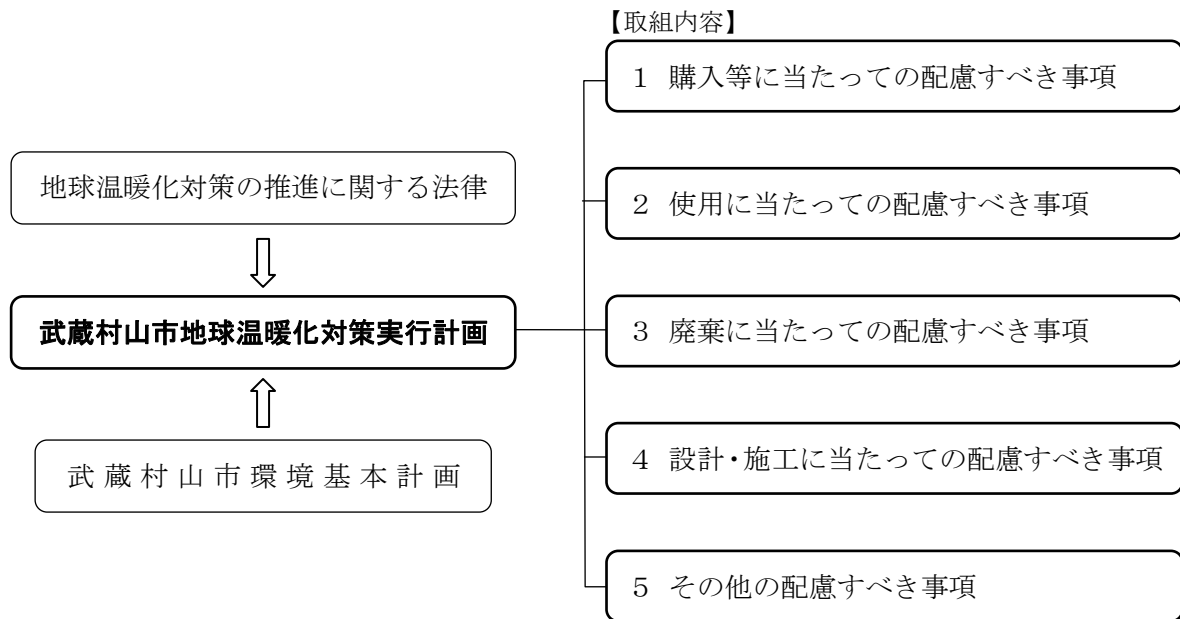 地球温暖化対策の推進に関する法律
武蔵村山市地球温暖化対策実行計画
武蔵村山市環境基本計画
【取組内容】
１ 購入等に当たっての配慮すべき事項
２ 使用に当たっての配慮すべき事項
３ 廃棄に当たっての配慮すべき事項
４ 設計・施工に当たっての配慮すべき事項
５ その他の配慮すべき事項